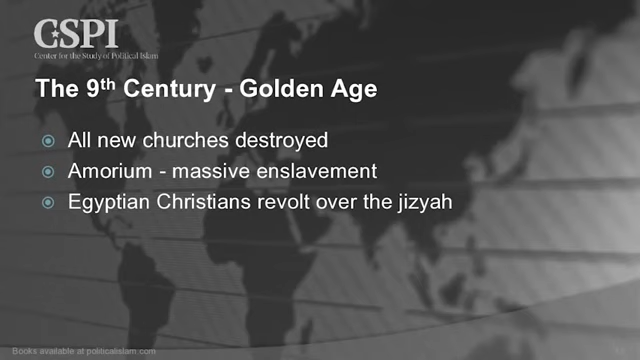 CSPI
Center for the Study of Political Islam
The 9th Century - Golden Age
All new churches destroyed
Amorium - massive enslavement
Egyptian Christians revolt over the jizyah
Books available at politicalislam.com